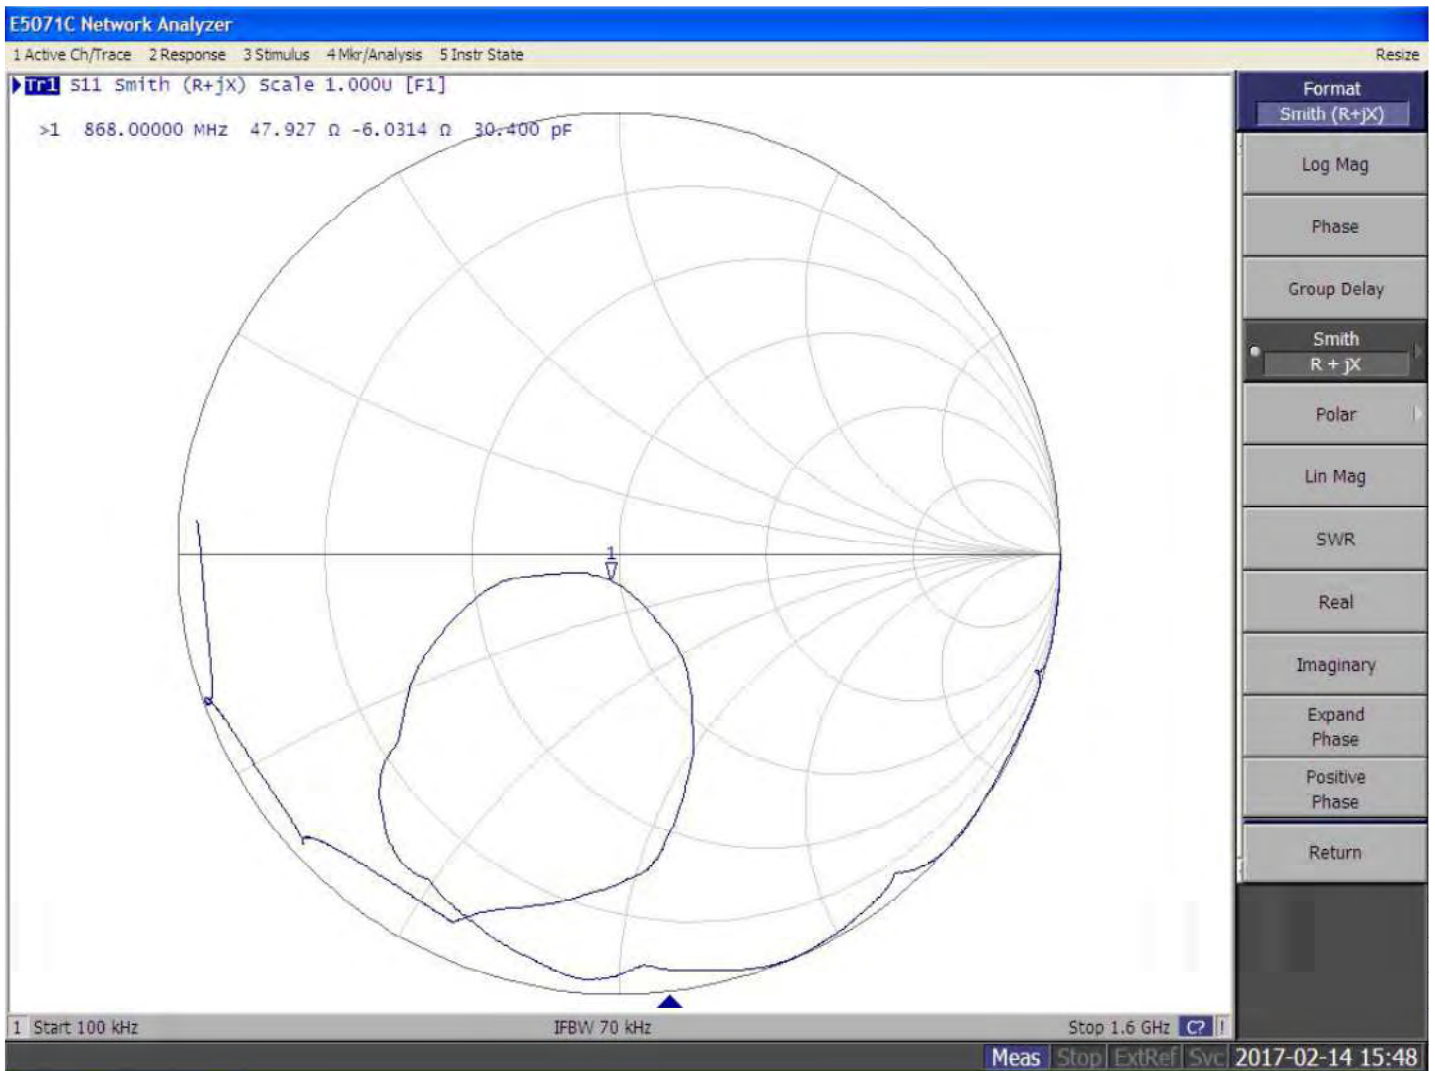 E5071C Network Analyzer
1 Active Ch/Trace 2 Response 3 Stimulus 4 Mkr/Analysis 5 Instr State Resize
Tr1 S11 Smith (R+jX) Scale 1.000U [F1]
>1 868.00000 MHz 47.927 Ω -6.0314 Ω 30.400 pF
1
Format
Smith (R+jX)
Log Mag
Phase
Group Delay
Smith
R + jX
Polar
Lin Mag
SWR
Real
Imaginary
Expand
Phase
Positive
Phase
Return
1 Start 100 kHz IFBW 70 kHz Stop 1.6 GHz C? !
Meas Stop ExtRef Svc 2017-02-14 15:48